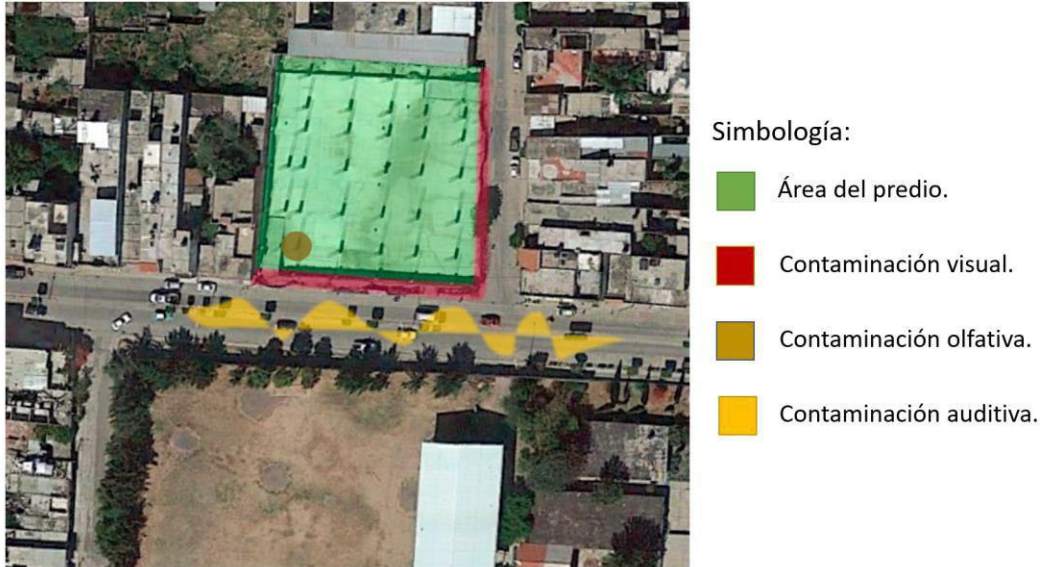 Simbología:
Área del predio.
Contaminación visual.
Contaminación olfativa.
Contaminación auditiva.